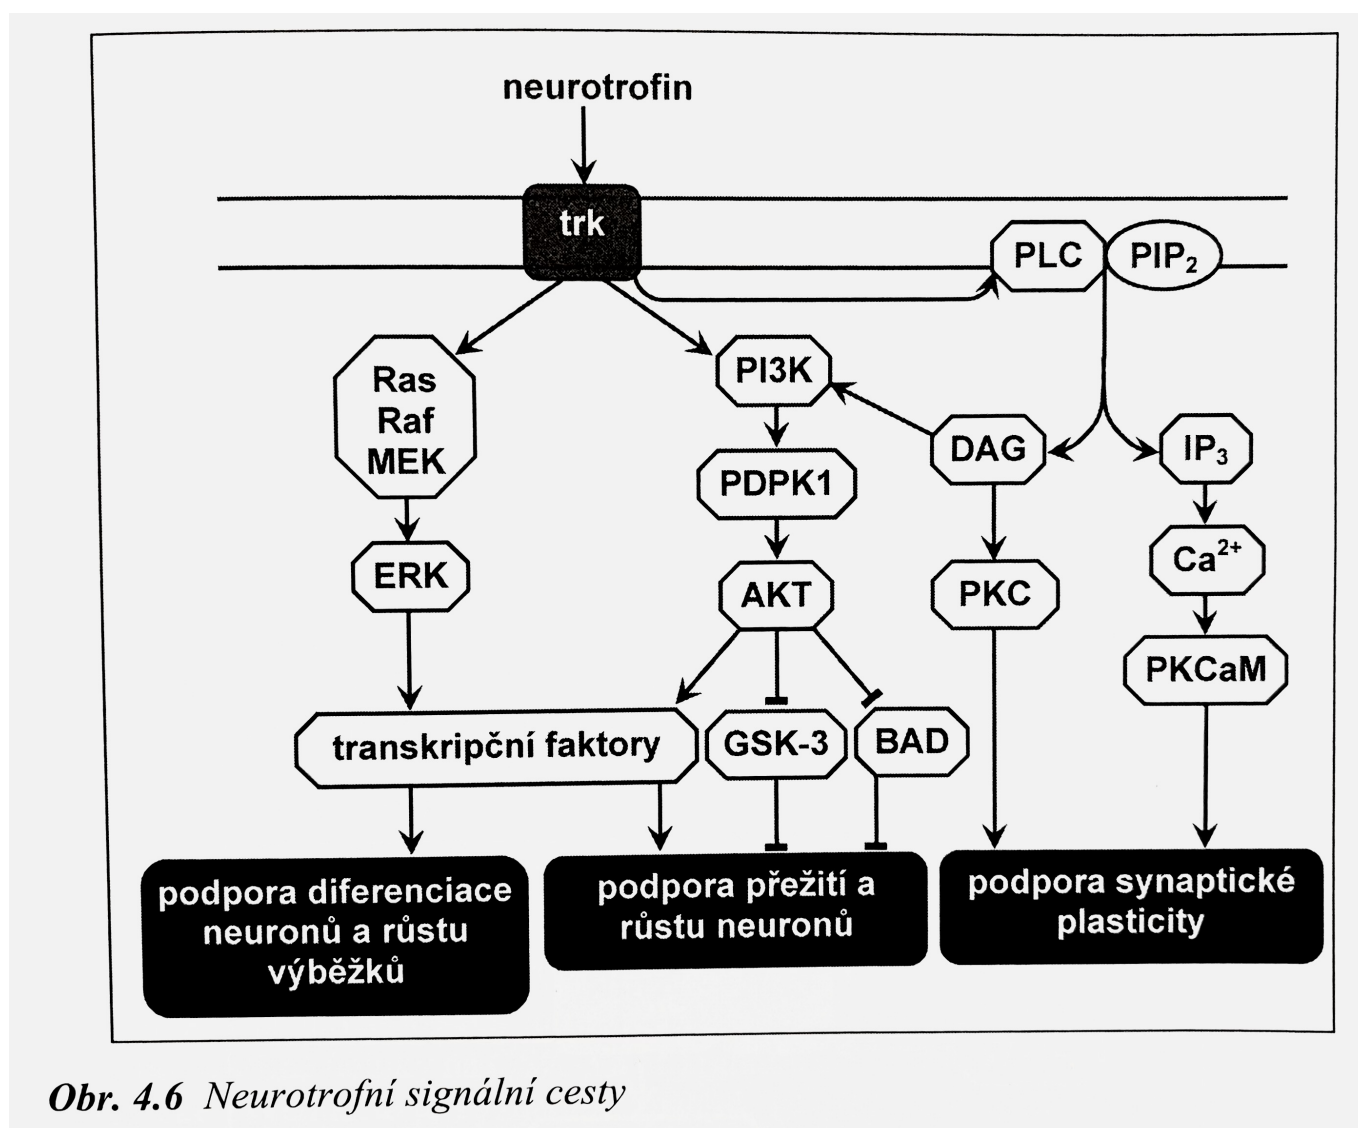 neurotrofin
trk
PLC
PIP₂
Ras
Raf
MEK
PI3K
DAG
IP₃
PDPK1
ERK
AKT
PKC
Ca²⁺
PKCaM
transkripční faktory
GSK-3
BAD
podpora diferenciace
neuronů a růstu
výběžků
podpora přežití a
růstu neuronů
podpora synaptické
plasticity
Obr. 4.6 Neurotrofní signální cesty